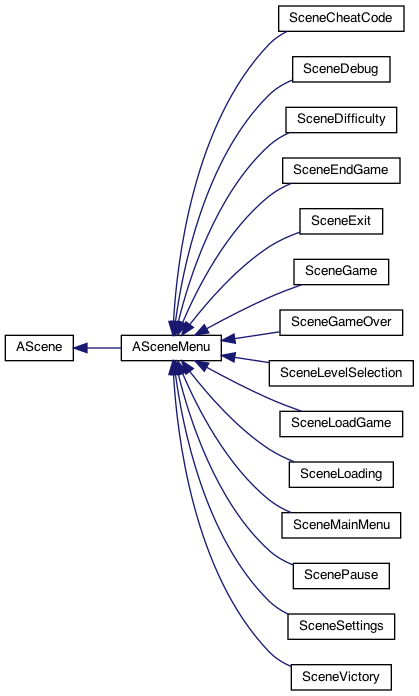 SceneCheatCode
SceneDebug
SceneDifficulty
SceneEndGame
SceneExit
SceneGame
SceneGameOver
AScene
ASceneMenu
SceneLevelSelection
SceneLoadGame
SceneLoading
SceneMainMenu
ScenePause
SceneSettings
SceneVictory